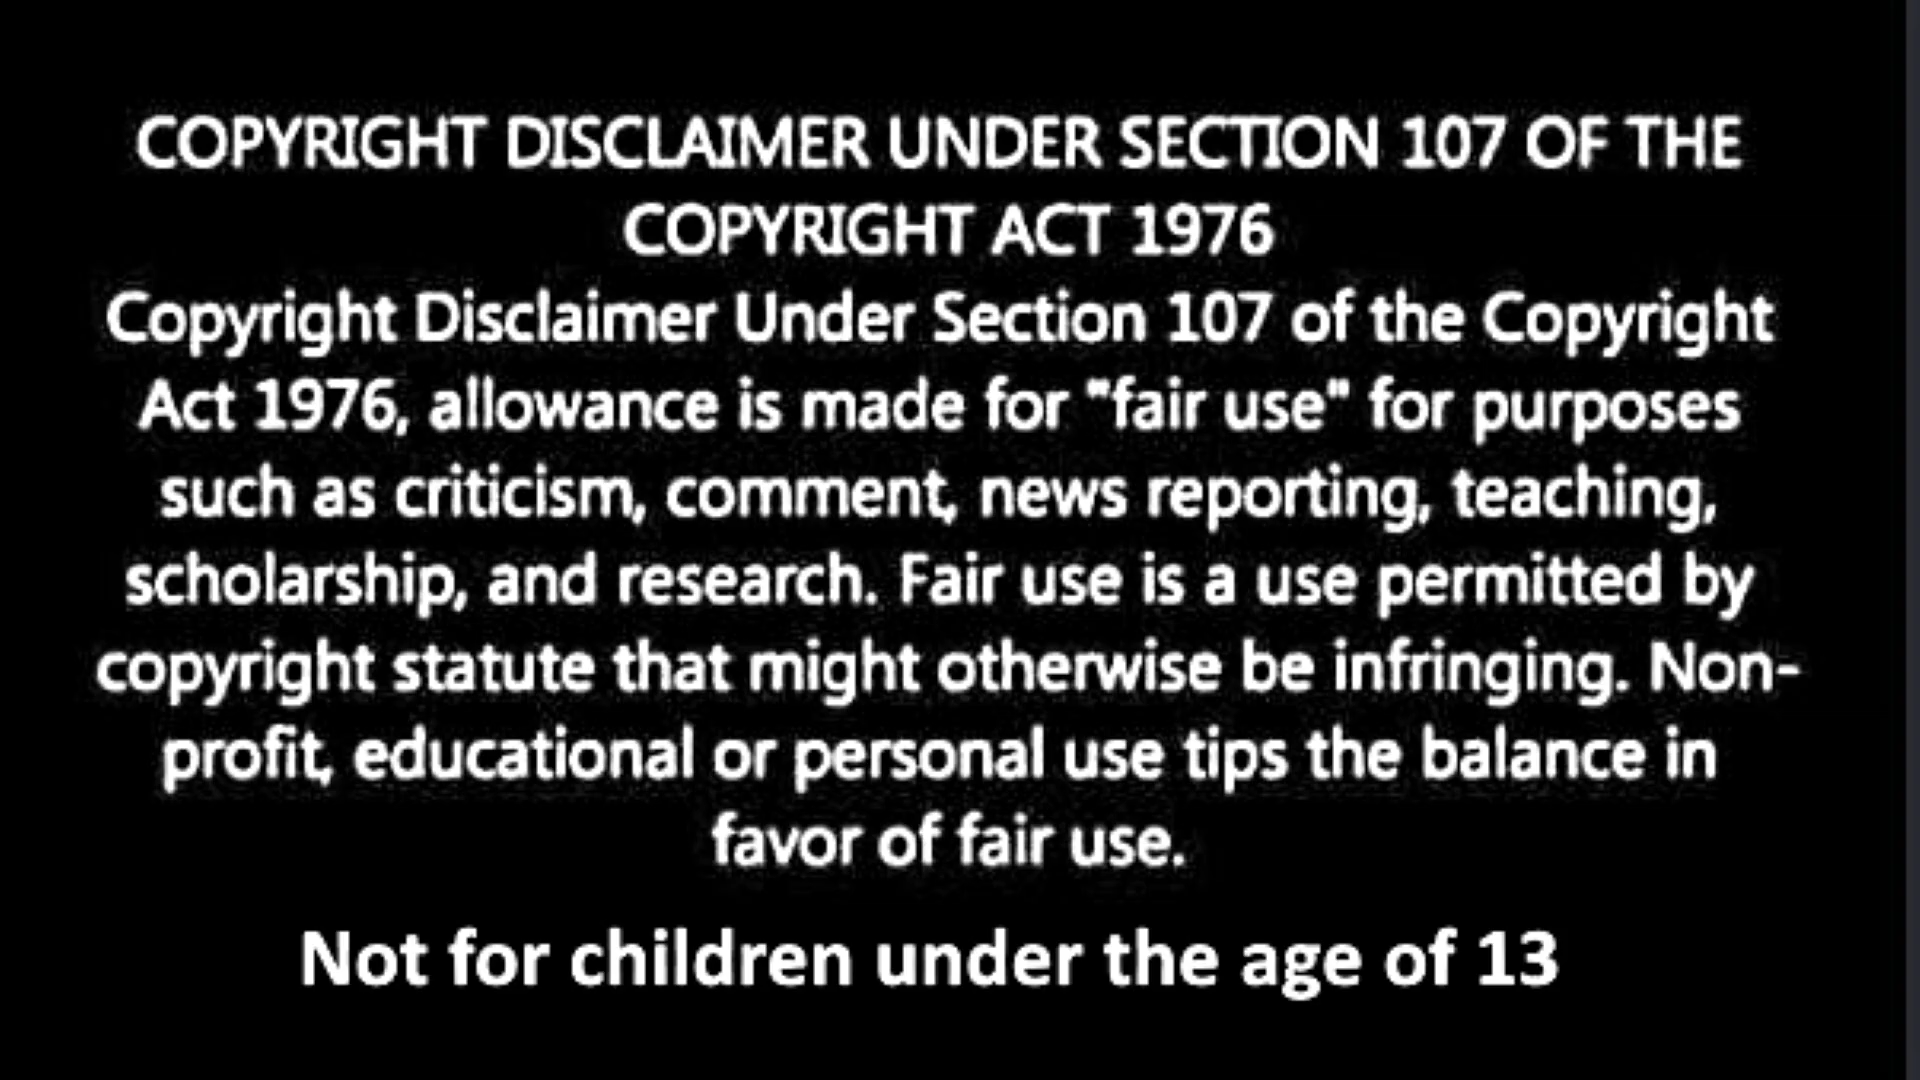 COPYRIGHT DISCLAIMER UNDER SECTION 107 OF THE
COPYRIGHT ACT 1976
Copyright Disclaimer Under Section 107 of the Copyright
Act 1976, allowance is made for "fair use" for purposes
such as criticism, comment, news reporting, teaching,
scholarship, and research. Fair use is a use permitted by
copyright statute that might otherwise be infringing. Non-
profit, educational or personal use tips the balance in
favor of fair use.
Not for children under the age of 13